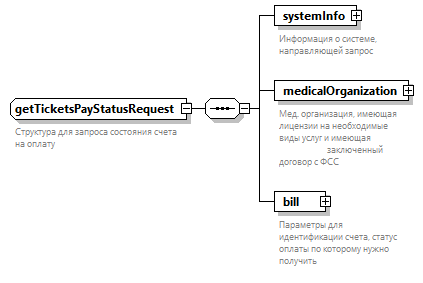 systemInfo
Информация о системе,
направляющей запрос
medicalOrganization
Мед. организация, имеющая
лицензии на необходимые
виды услуг и имеющая
заключенный
договор с ФСС
getTicketsPayStatusRequest
Структура для запроса состояния счета
на оплату
bill
Параметры для
идентификации счета, статус
оплаты по которому нужно
получить